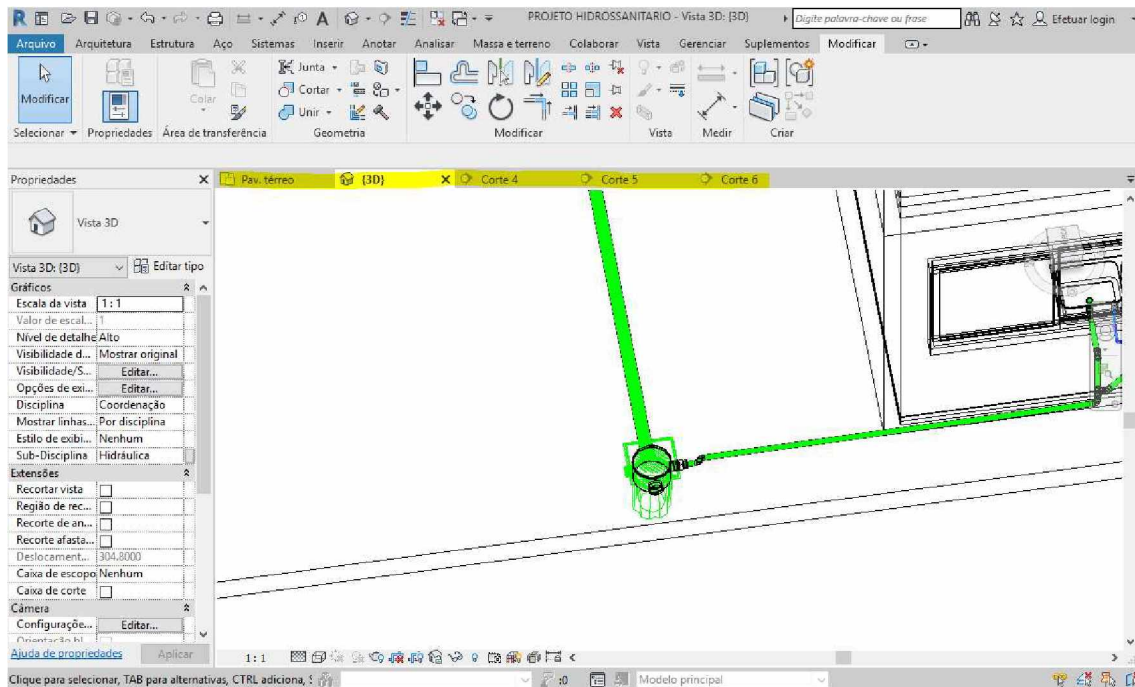 PROJETO HIDROSSANITARIO - Vista 3D: {3D}
Digite palavra-chave ou frase
Efetuar login
Arquivo Arquitetura Estrutura Aço Sistemas Inserir Anotar Analisar Massa e terreno Colaborar Vista Gerenciar Suplementos Modificar
Modificar
Colar
Junta
Cortar
Unir
Selecionar Propriedades Área de transferência Geometria Modificar Vista Medir Criar
Propriedades X
Pav. térreo {3D} X Corte 4 Corte 5 Corte 6
Vista 3D
Vista 3D: {3D} Editar tipo
Gráficos
Escala da vista 1 : 1
Valor de escal... 1
Nível de detalhe Alto
Visibilidade d... Mostrar original
Visibilidade/S... Editar...
Opções de exi... Editar...
Disciplina Coordenação
Mostrar linhas... Por disciplina
Estilo de exibi... Nenhum
Sub-Disciplina Hidráulica
Extensões
Recortar vista
Região de rec...
Recorte de an...
Recorte afasta...
Deslocament... 304.8000
Caixa de escopo Nenhum
Caixa de corte
Câmera
Configuraçõe... Editar...
Ajuda de propriedades Aplicar
1 : 1
Clique para selecionar, TAB para alternativas, CTRL adiciona, :0 Modelo principal